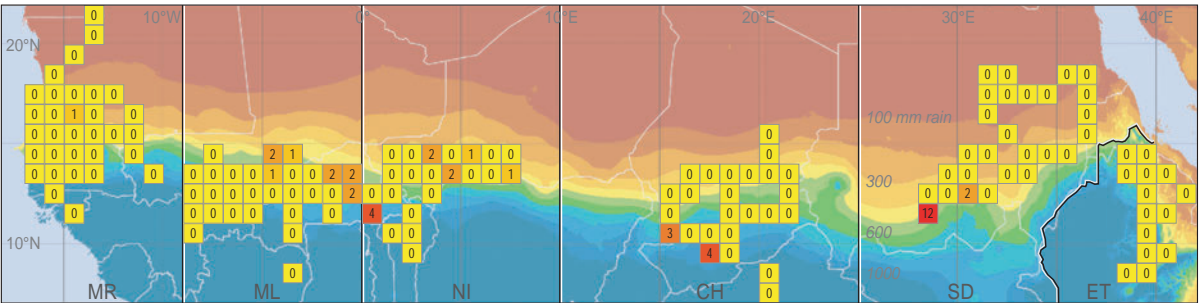 0 10°W 0 10°E 20°E 30°E 40°E
0
20°N
0
0 0 0 0 0
0 0 0 0 0 0 0 0 0 0 0
0 0 1 0 0 0 0
100 mm rain
0 0 0 0 0 0 0 0 0
0 0 0 0 0 0 2 1 0 0 2 0 1 0 0 0 0 0 0 0 0 0 0
0 0 0 0 0 0 0 0 0 1 0 0 2 2 0 0 0 2 0 0 1 0 0 0 0 0 0 0 0 0 0 0 0 0 0
300
0 0 0 0 0 0 0 0 0 2 0 0 0 0 0 0 0 0 0 0 0 2 0 0 0 0
0 0 0 0 0 0 0 4 0 0 0 0 0 0 12 0 0
600
10°N 0 0 0 0 3 0 0 0 0
0 4 0 0 0
0 0 1000 0 0
0
MR ML NI CH SD ET